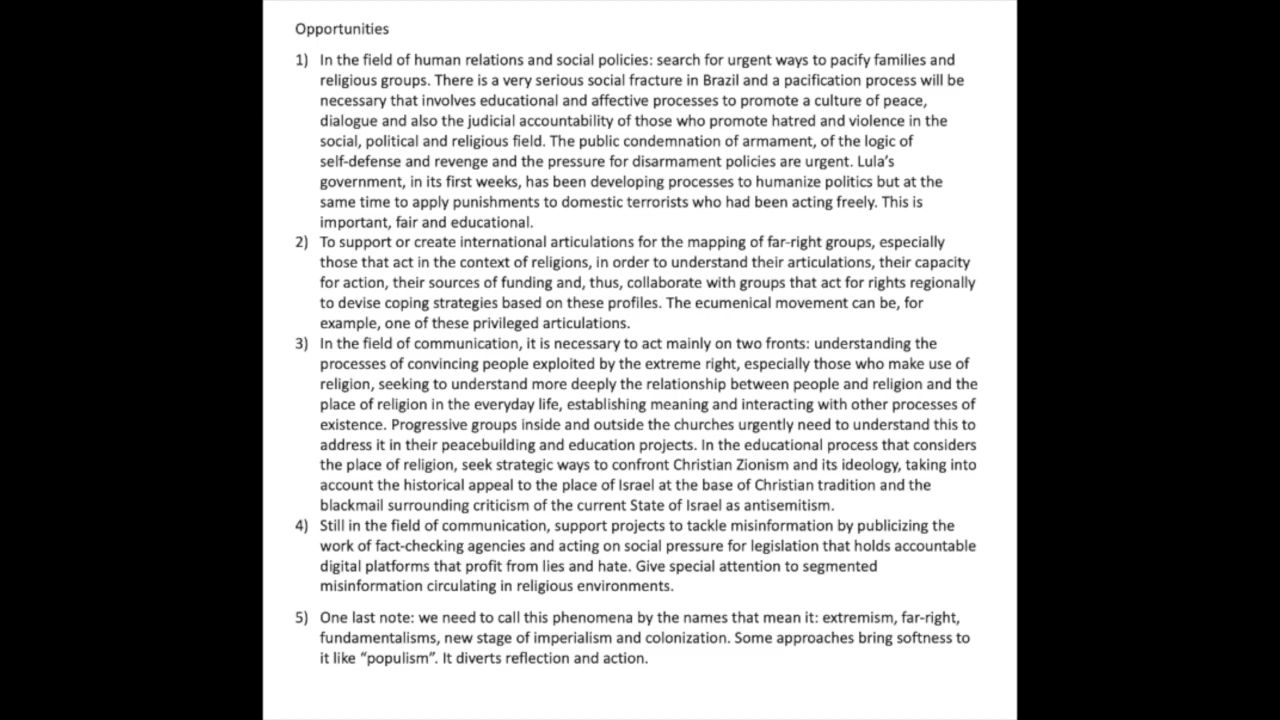 Opportunities
1) In the field of human relations and social policies: search for urgent ways to pacify families and
religious groups. There is a very serious social fracture in Brazil and a pacification process will be
necessary that involves educational and affective processes to promote a culture of peace,
dialogue and also the judicial accountability of those who promote hatred and violence in the
social, political and religious field. The public condemnation of armament, of the logic of
self-defense and revenge and the pressure for disarmament policies are urgent. Lula's
government, in its first weeks, has been developing processes to humanize politics but at the
same time to apply punishments to domestic terrorists who had been acting freely. This is
important, fair and educational.
2) To support or create international articulations for the mapping of far-right groups, especially
those that act in the context of religions, in order to understand their articulations, their capacity
for action, their sources of funding and, thus, collaborate with groups that act for rights regionally
to devise coping strategies based on these profiles. The ecumenical movement can be, for
example, one of these privileged articulations.
3) In the field of communication, it is necessary to act mainly on two fronts: understanding the
processes of convincing people exploited by the extreme right, especially those who make use of
religion, seeking to understand more deeply the relationship between people and religion and the
place of religion in the everyday life, establishing meaning and interacting with other processes of
existence. Progressive groups inside and outside the churches urgently need to understand this to
address it in their peacebuilding and education projects. In the educational process that considers
the place of religion, seek strategic ways to confront Christian Zionism and its ideology, taking into
account the historical appeal to the place of Israel at the base of Christian tradition and the
blackmail surrounding criticism of the current State of Israel as antisemitism.
4) Still in the field of communication, support projects to tackle misinformation by publicizing the
work of fact-checking agencies and acting on social pressure for legislation that holds accountable
digital platforms that profit from lies and hate. Give special attention to segmented
misinformation circulating in religious environments.
5) One last note: we need to call this phenomena by the names that mean it: extremism, far-right,
fundamentalisms, new stage of imperialism and colonization. Some approaches bring softness to
it like "populism". It diverts reflection and action.